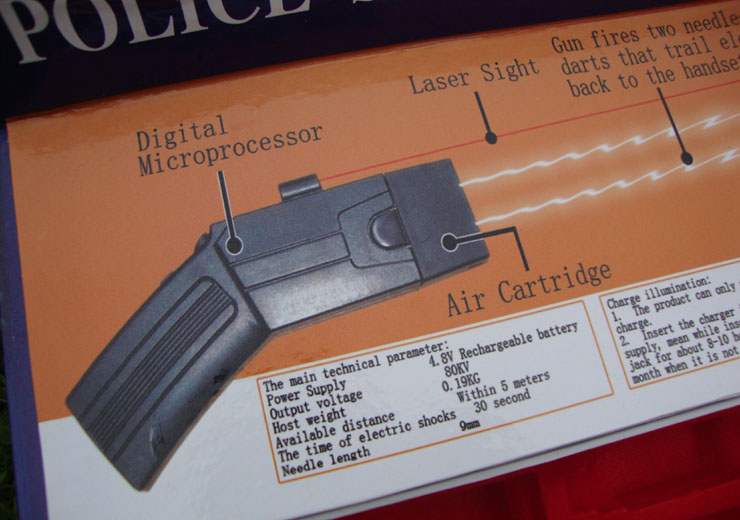 POLICE
Gun fires two needle
darts that trail
back to the handset
Laser Sight
Digital
Microprocessor
Air Cartridge
The main technical parameter:
Power Supply 4.8V Rechargeable battery
Output voltage 80KV
Host weight 0.19KG
Available distance Within 5 meters
The time of electric shocks 30 second
Needle length 9mm
Charge illumination:
1. The product can only
charge.
2. Insert the charger
supply, mean while
jack for about 8-10
month when it is not